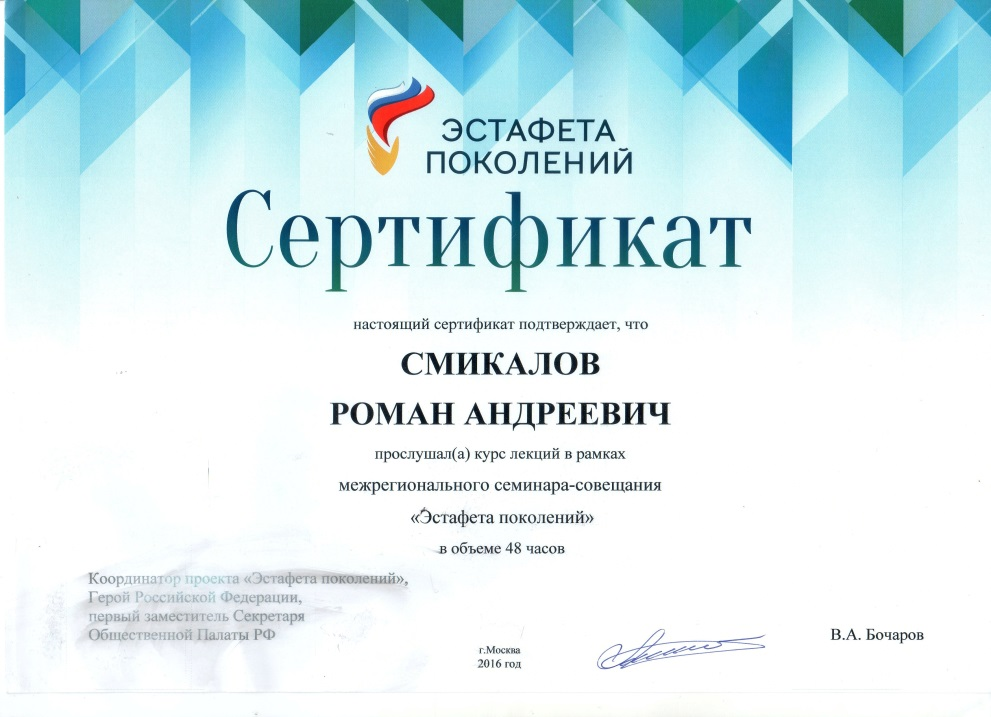 ЭСТАФЕТА
ПОКОЛЕНИЙ
Сертификат
настоящий сертификат подтверждает, что
СМИКАЛОВ
РОМАН АНДРЕЕВИЧ
прослушал(а) курс лекций в рамках
межрегионального семинара-совещания
«Эстафета поколений»
в объеме 48 часов
Координатор проекта «Эстафета поколений»,
Герой Российской Федерации,
первый заместитель Секретаря
Общественной Палаты РФ
г.Москва
2016 год
В.А. Бочаров